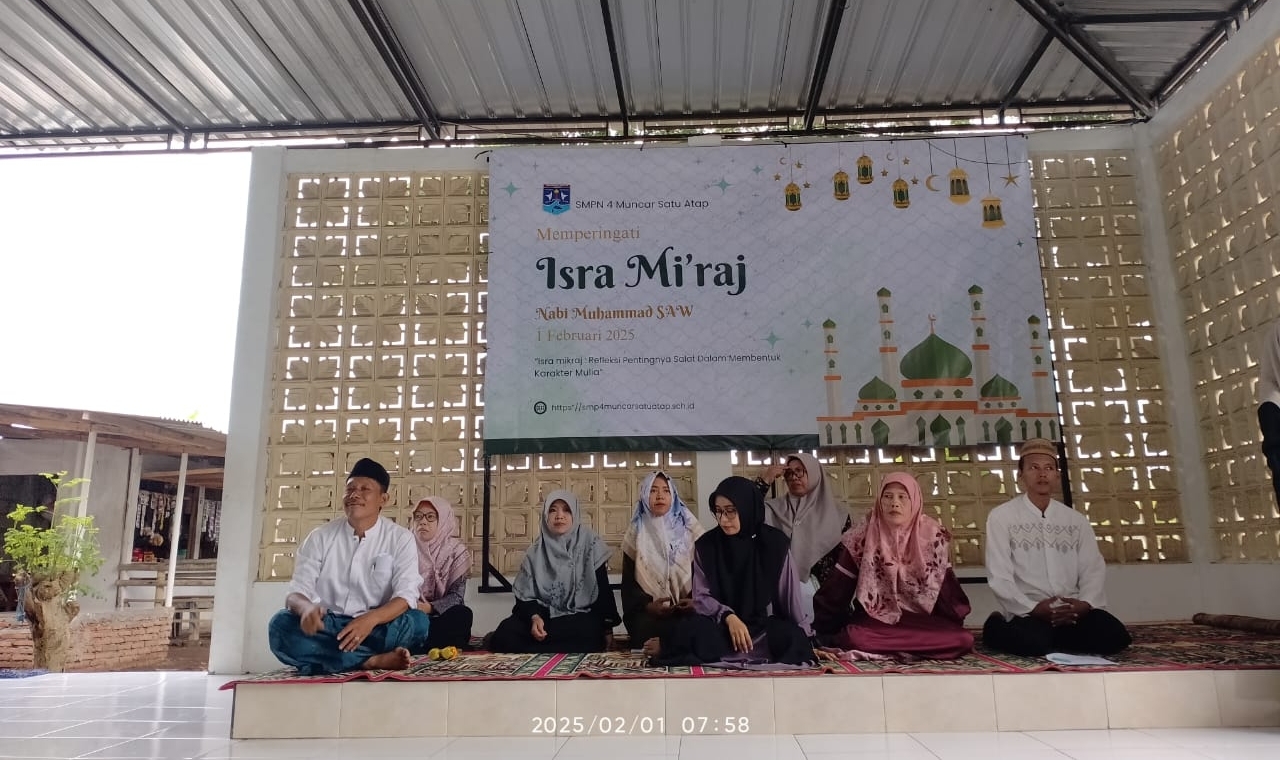 SMPN 4 Muncar Satu Atap
Memperingati
Isra Mi'raj
Nabi Muhammad SAW
1 Februari 2025
"Isra mikraj : Refleksi Pentingnya Salat Dalam Membentuk
Karakter Mulia"
https://smp4muncarsatuatap.sch.id
2025/02/01 07:58